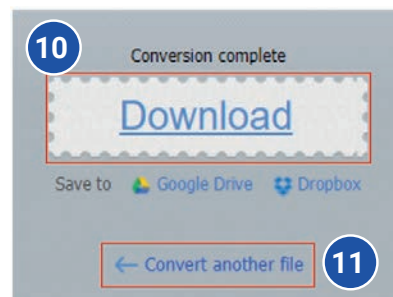 10
Conversion complete
Download
Save to Google Drive Dropbox
← Convert another file
11